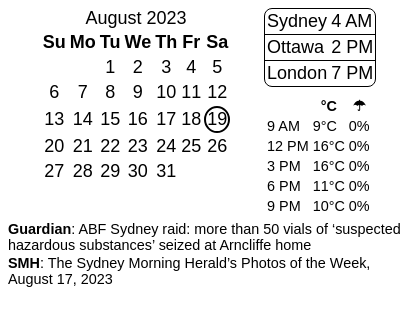 August 2023
Su Mo Tu We Th Fr Sa
1 2 3 4 5
6 7 8 9 10 11 12
13 14 15 16 17 18 19
20 21 22 23 24 25 26
27 28 29 30 31
Sydney 4 AM
Ottawa 2 PM
London 7 PM
°C ☂
9 AM 9°C 0%
12 PM 16°C 0%
3 PM 16°C 0%
6 PM 11°C 0%
9 PM 10°C 0%
Guardian: ABF Sydney raid: more than 50 vials of ‘suspected
hazardous substances’ seized at Arncliffe home
SMH: The Sydney Morning Herald’s Photos of the Week,
August 17, 2023